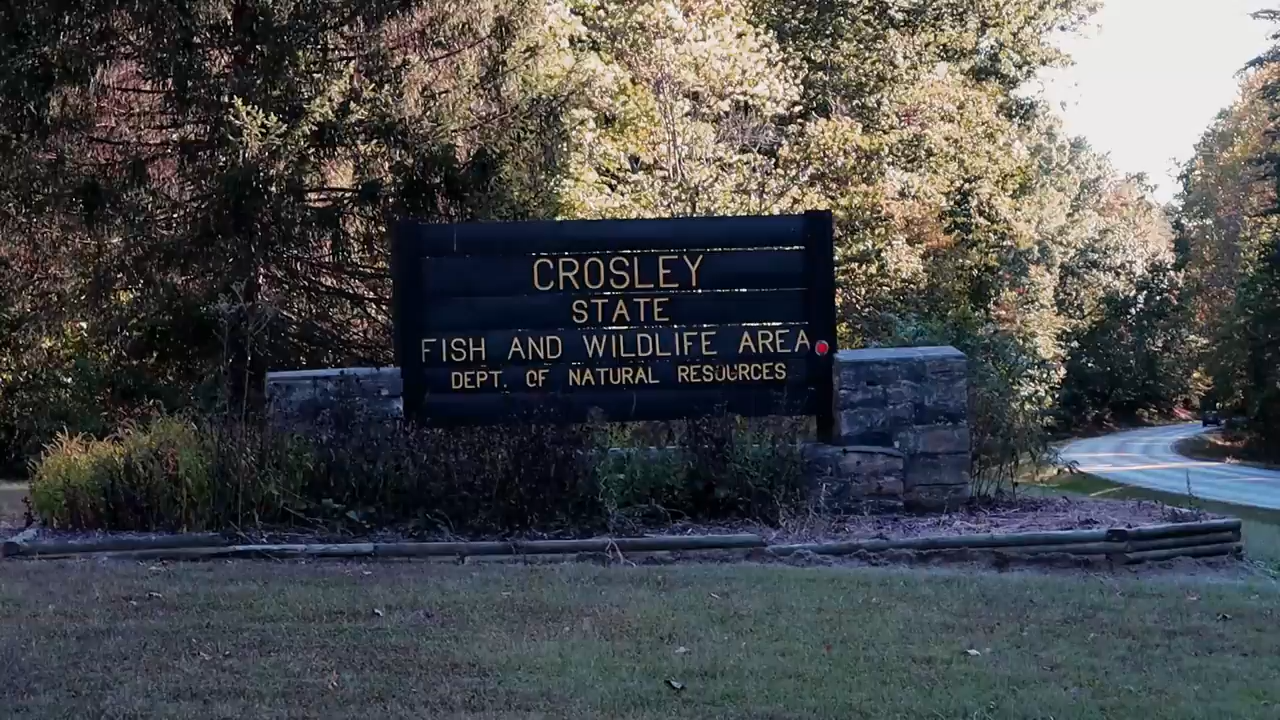 CROSLEY
STATE
FISH AND WILDLIFE AREA
DEPT. OF NATURAL RESOURCES